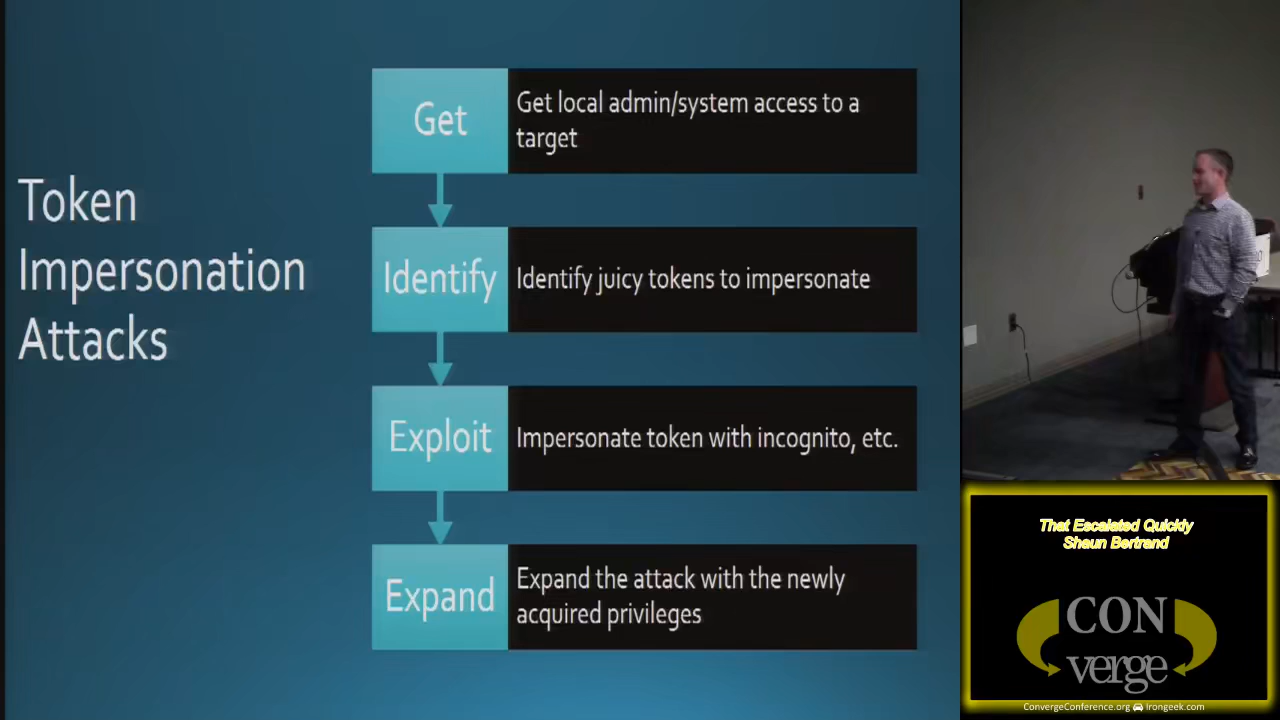 Token
Impersonation
Attacks
Get
Get local admin/system access to a
target
Identify
Identify juicy tokens to impersonate
Exploit
Impersonate token with incognito, etc.
Expand
Expand the attack with the newly
acquired privileges
That Escalated Quickly
Shaun Bertrand
CON
verge
ConvergeConference.org Irongeek.com